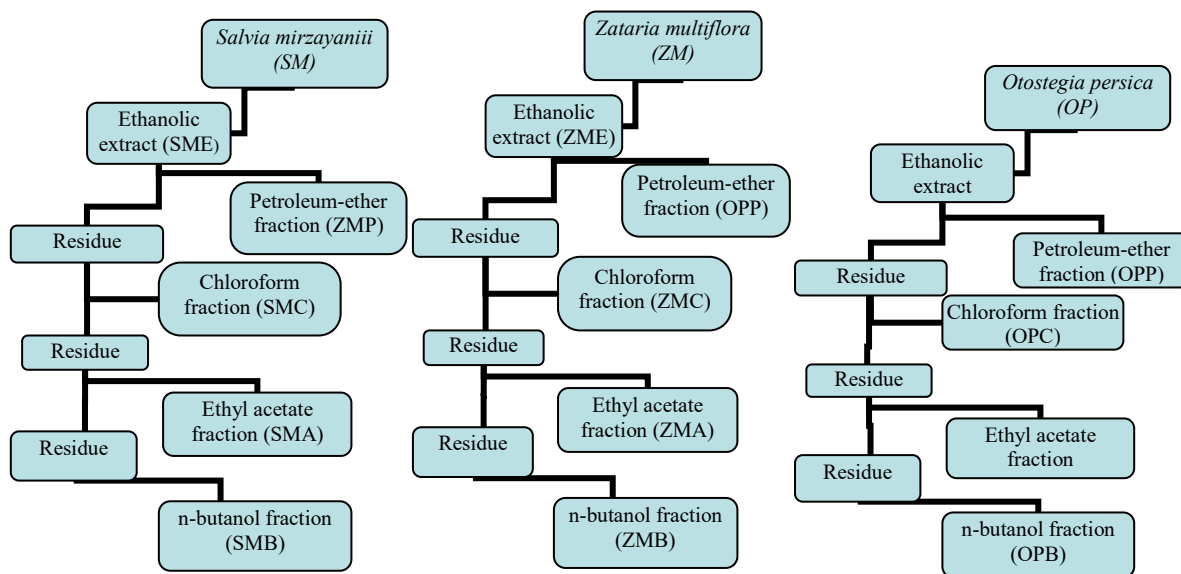 Salvia mirzayanii
(SM)
Ethanolic
extract (SME)
Petroleum-ether
fraction (ZMP)
Residue
Chloroform
fraction (SMC)
Residue
Ethyl acetate
fraction (SMA)
Residue
n-butanol fraction
(SMB)
Zataria multiflora
(ZM)
Ethanolic
extract (ZME)
Petroleum-ether
fraction (OPP)
Residue
Chloroform
fraction (ZMC)
Residue
Ethyl acetate
fraction (ZMA)
Residue
n-butanol fraction
(ZMB)
Otostegia persica
(OP)
Ethanolic
extract
Petroleum-ether
fraction (OPP)
Residue
Chloroform fraction
(OPC)
Residue
Ethyl acetate
fraction
Residue
n-butanol fraction
(OPB)